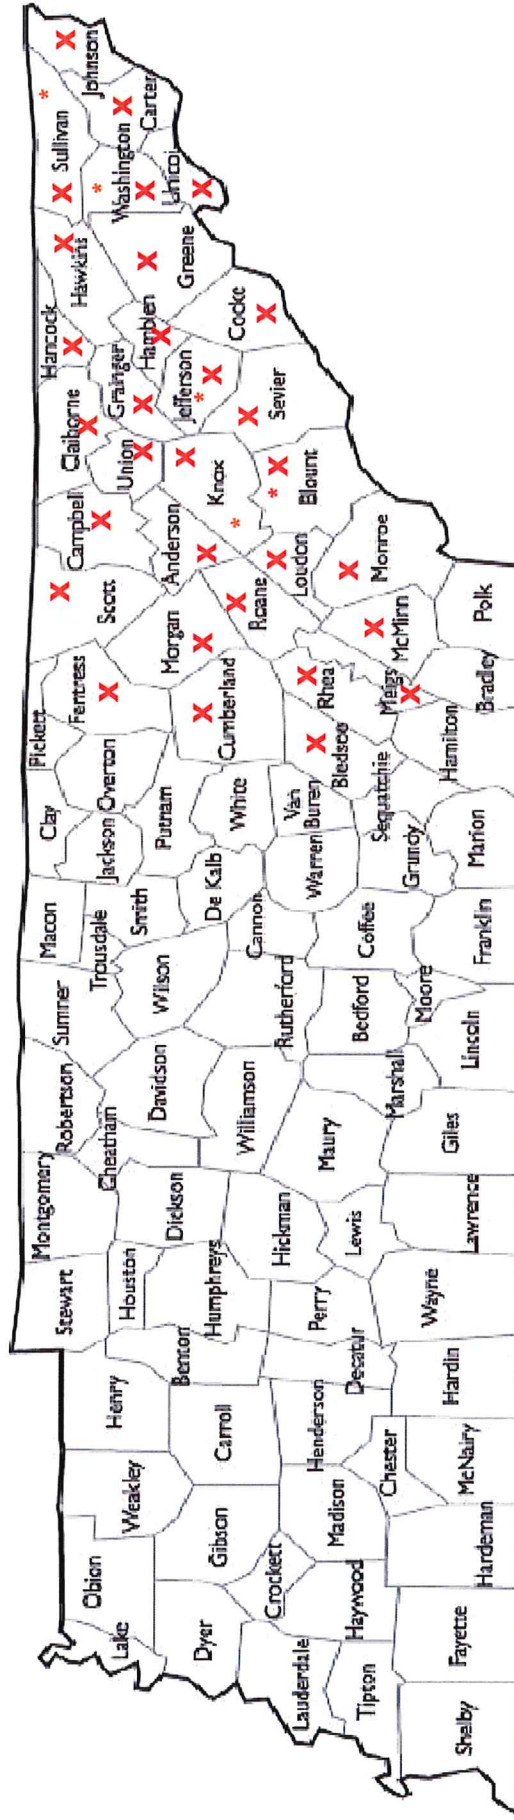 Lake
Obion
Weakley
Henry
Stewart
Montgomery
Robertson
Sumner
Macon
Clay
Pickett
Fentress
X
Scott
X
Campbell
X
Claiborne
X
Hancock
X
Hawkins
X
Sullivan
X
*
Johnson
X
Dyer
Gibson
Carroll
Benton
Houston
Humphreys
Dickson
Cheatham
Davidson
Wilson
Trousdale
Smith
Jackson
Overton
Putnam
Morgan
X
Anderson
X
Union
X
Grainger
X
Hamblen
X
Greene
X
Washington
*
X
Carter
X
Unicoi
X
Lauderdale
Crockett
Haywood
Madison
Henderson
Decatur
Perry
Hickman
Lewis
Williamson
Maury
Rutherford
Cannon
De Kalb
White
Van
Buren
Warren
Cumberland
X
Bledsoe
X
Rhea
X
Roane
X
Loudon
X
Knox
*
X
Blount
*
X
Jefferson
*
X
Sevier
X
Cocke
X
Tipton
Shelby
Fayette
Hardeman
Chester
McNairy
Hardin
Wayne
Lawrence
Giles
Marshall
Bedford
Moore
Lincoln
Coffee
Franklin
Grundy
Marion
Sequatchie
Hamilton
Meigs
X
Bradley
McMinn
X
Polk
Monroe
X